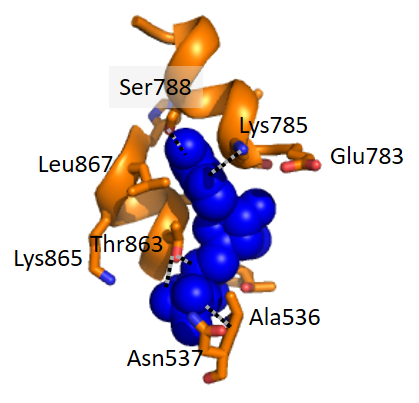 Ser788
Lys785
Glu783
Leu867
Thr863
Lys865
Ala536
Asn537